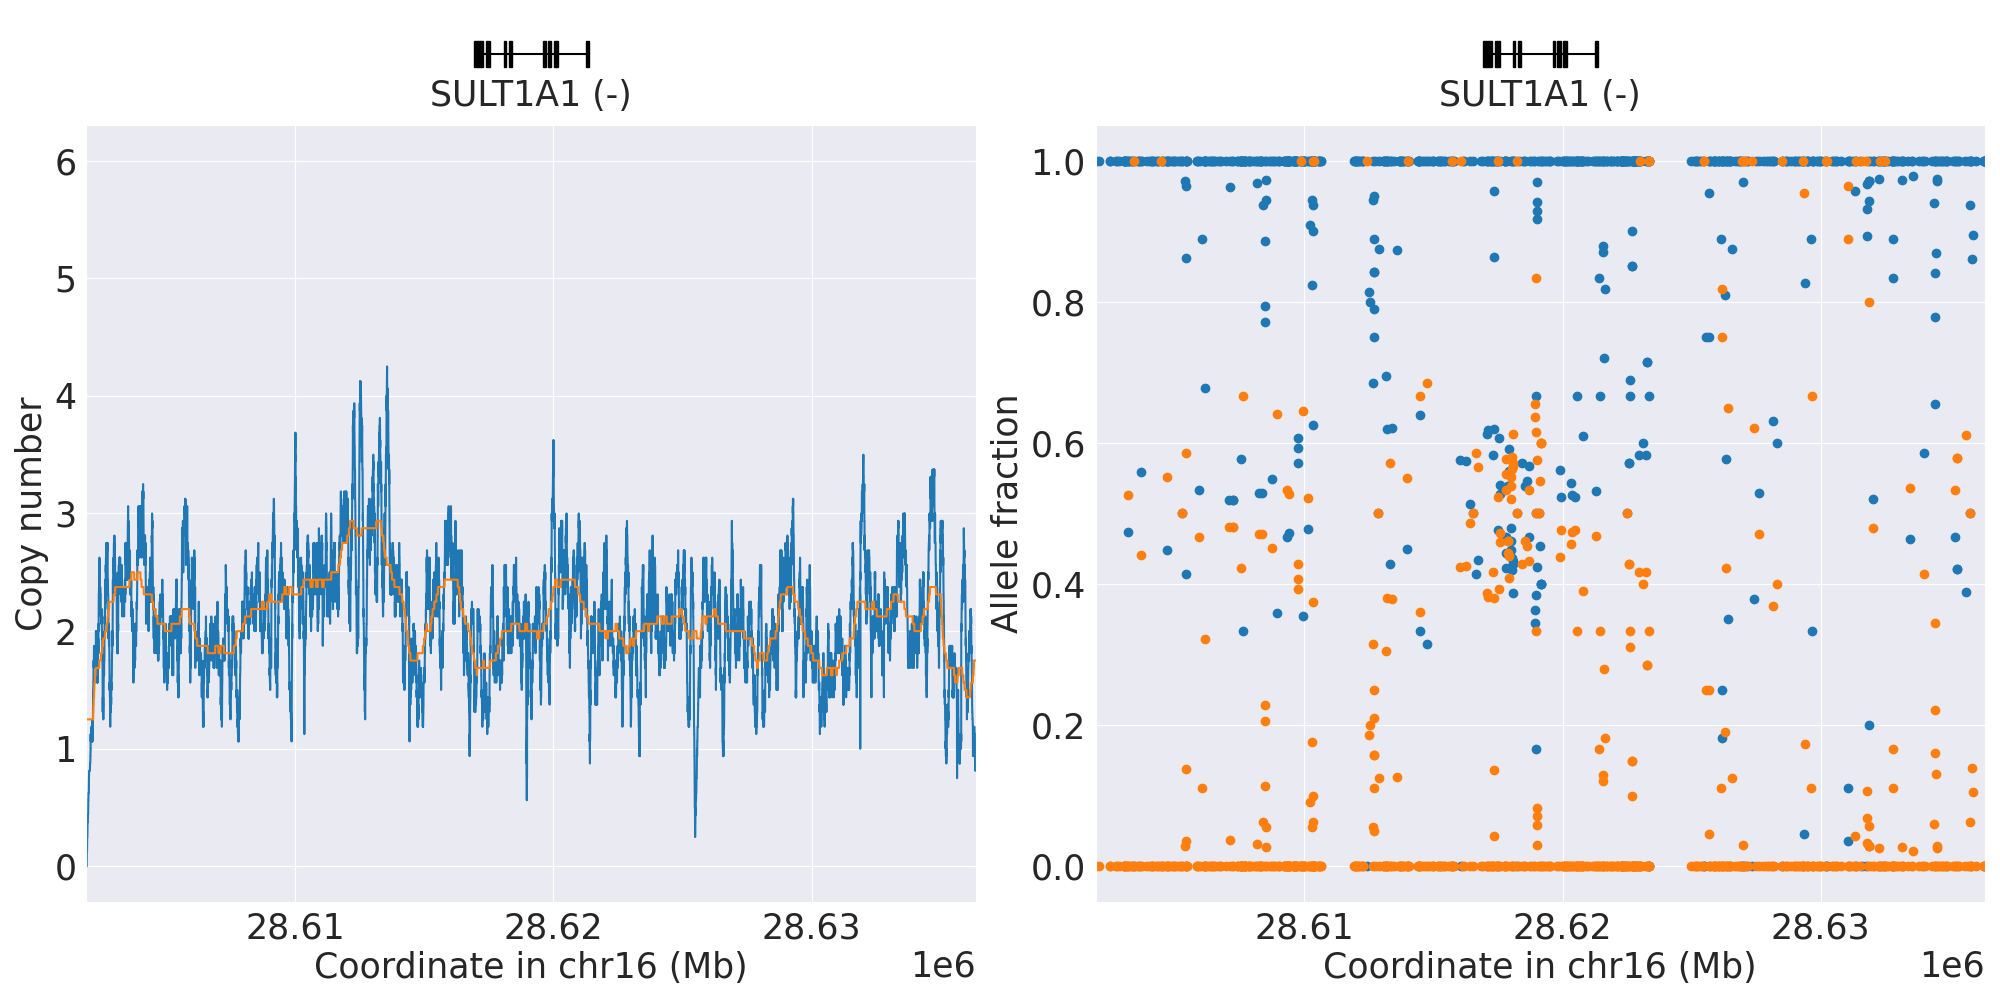 SULT1A1 (-)
6
5
4
3
2
1
0
Copy number
28.61
28.62
28.63
Coordinate in chr16 (Mb)
1e6
SULT1A1 (-)
1.0
0.8
0.6
0.4
0.2
0.0
Allele fraction
28.61
28.62
28.63
Coordinate in chr16 (Mb)
1e6